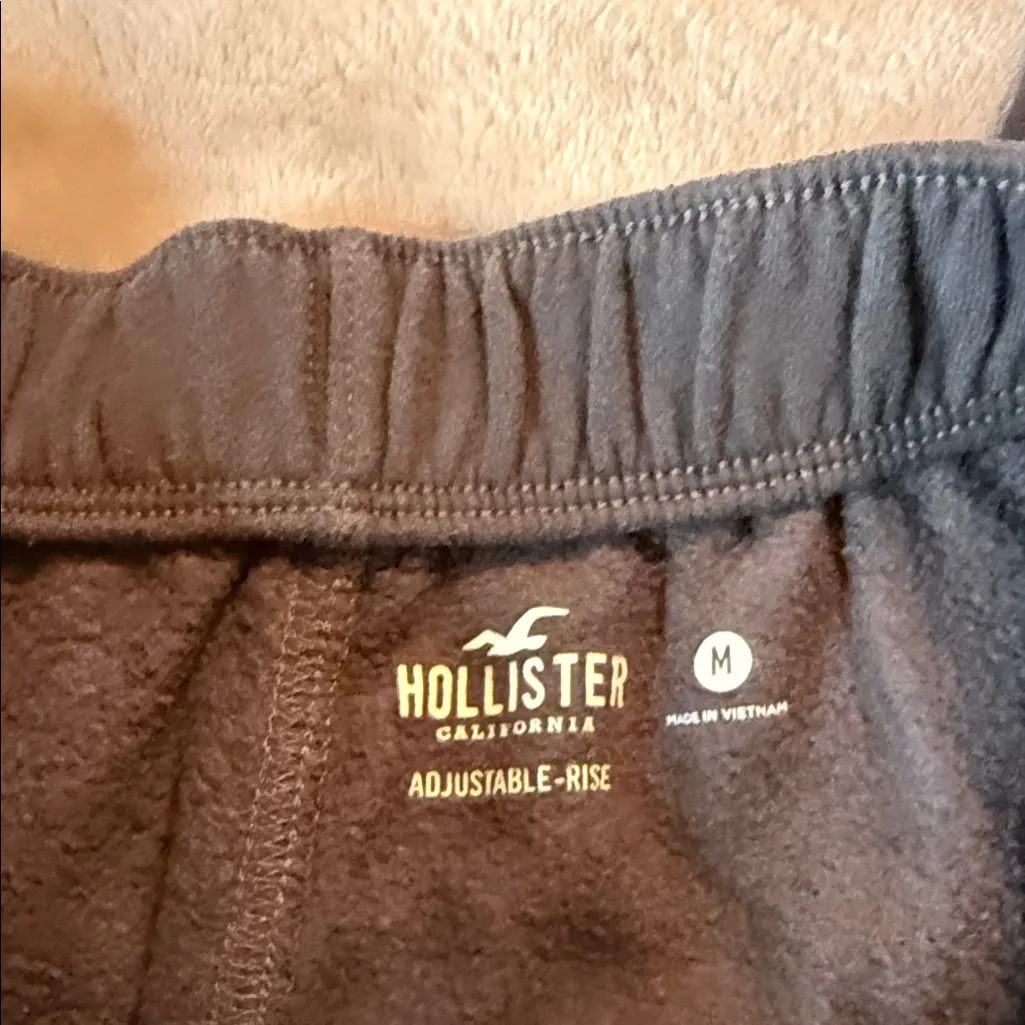 HOLLISTER
CALIFORNIA
ADJUSTABLE-RISE
M
MADE IN VIETNAM